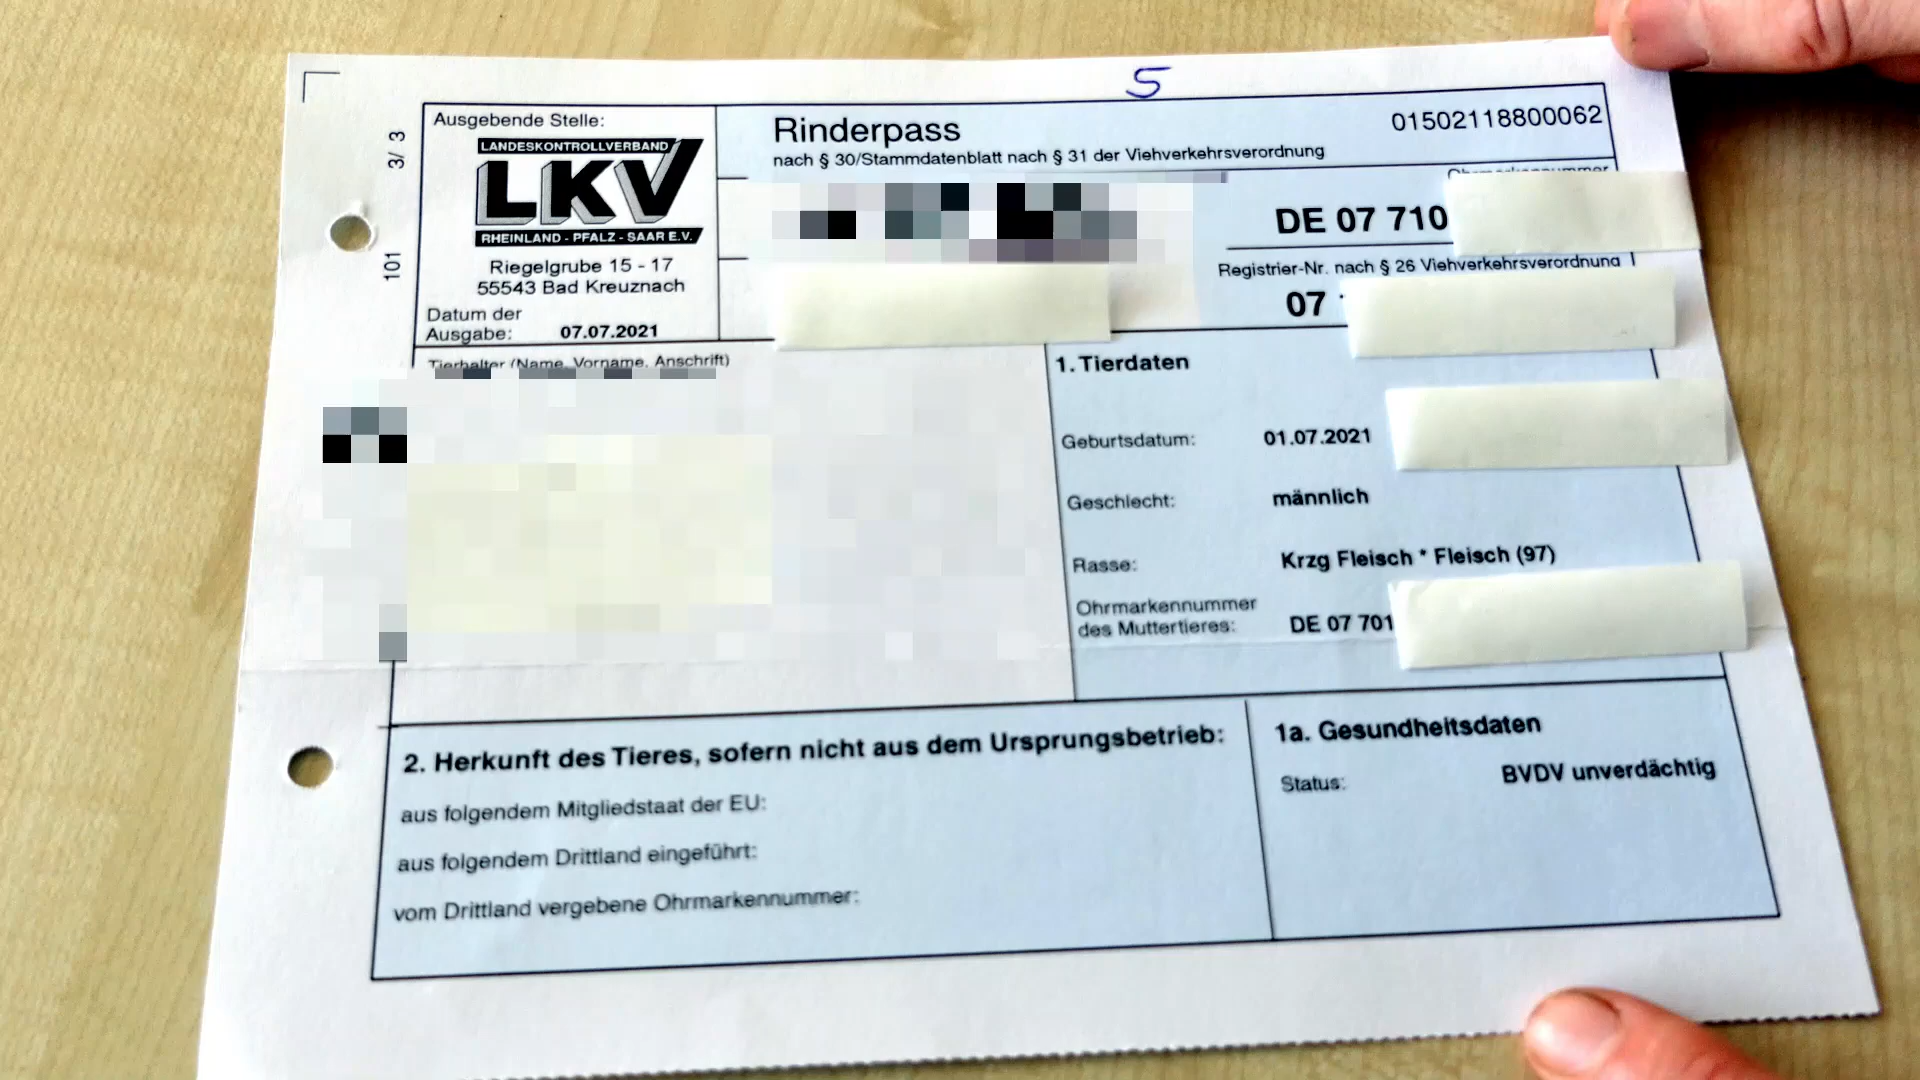 5
3/ 3
101
Ausgebende Stelle:
LANDESKONTROLLVERBAND
LKV
RHEINLAND - PFALZ - SAAR E.V.
Riegelgrube 15 - 17
55543 Bad Kreuznach
Datum der
Ausgabe: 07.07.2021
Rinderpass
01502118800062
nach § 30/Stammdatenblatt nach § 31 der Viehverkehrsverordnung
Ohrmarkennummer
DE 07 710
Registrier-Nr. nach § 26 Viehverkehrsverordnung
07
Tierhalter (Name, Vorname, Anschrift)
1. Tierdaten
Geburtsdatum: 01.07.2021
Geschlecht: männlich
Rasse: Krzg Fleisch * Fleisch (97)
Ohrmarkennummer
des Muttertieres: DE 07 701
2. Herkunft des Tieres, sofern nicht aus dem Ursprungsbetrieb:
aus folgendem Mitgliedstaat der EU:
aus folgendem Drittland eingeführt:
vom Drittland vergebene Ohrmarkennummer:
1a. Gesundheitsdaten
Status: BVDV unverdächtig